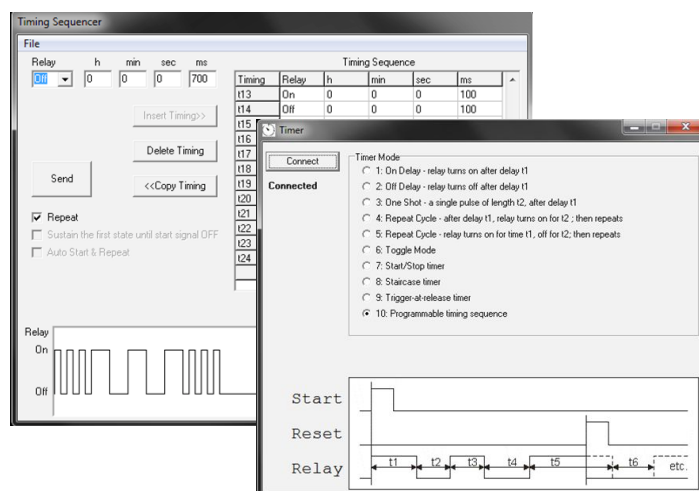 Timing Sequencer
File
Relay h min sec ms
Off 0 0 0 700
Insert Timing>>
Delete Timing
Send
<<Copy Timing
Repeat
Sustain the first state until start signal OFF
Auto Start & Repeat
Timing Sequence
Timing Relay h min sec ms
t13 On 0 0 0 100
t14 Off 0 0 0 100
t15
t16
t17
t18
t19
t20
t21
t22
t23
t24
Relay
On
Off
Timer
Connect
Connected
Timer Mode
1: On Delay - relay turns on after delay t1
2: Off Delay - relay turns off after delay t1
3: One Shot - a single pulse of length t2, after delay t1
4: Repeat Cycle - after delay t1, relay turns on for t2 ; then repeats
5: Repeat Cycle - relay turns on for time t1, off for t2; then repeats
6: Toggle Mode
7: Start/Stop timer
8: Staircase timer
9: Trigger-at-release timer
10: Programmable timing sequence
Start
Reset
Relay
t1 t2 t3 t4 t5 t6 etc.